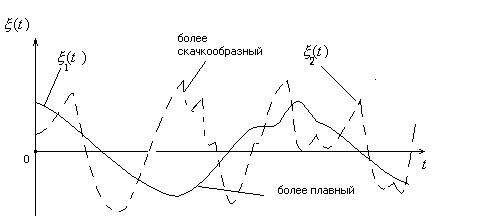 ξ(t)
более
скачкообразный
ξ₁(t)
ξ₂(t)
0
t
более плавный